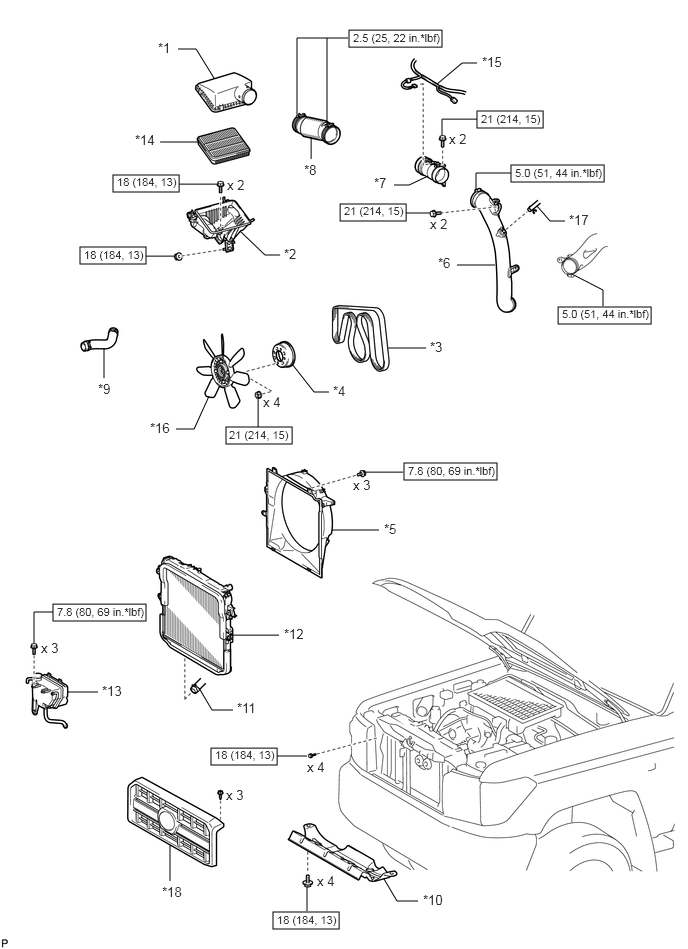 2.5 (25, 22 in.*lbf)
*1
*15
21 (214, 15)
*14
x 2
*8
5.0 (51, 44 in.*lbf)
18 (184, 13)
x 2
*7
21 (214, 15)
x 2
*17
*2
18 (184, 13)
*6
5.0 (51, 44 in.*lbf)
*3
*9
*4
x 4
*16
21 (214, 15)
7.8 (80, 69 in.*lbf)
x 3
*5
7.8 (80, 69 in.*lbf)
*12
x 3
*13
*11
18 (184, 13)
x 4
x 3
*18
x 4
*10
18 (184, 13)
P